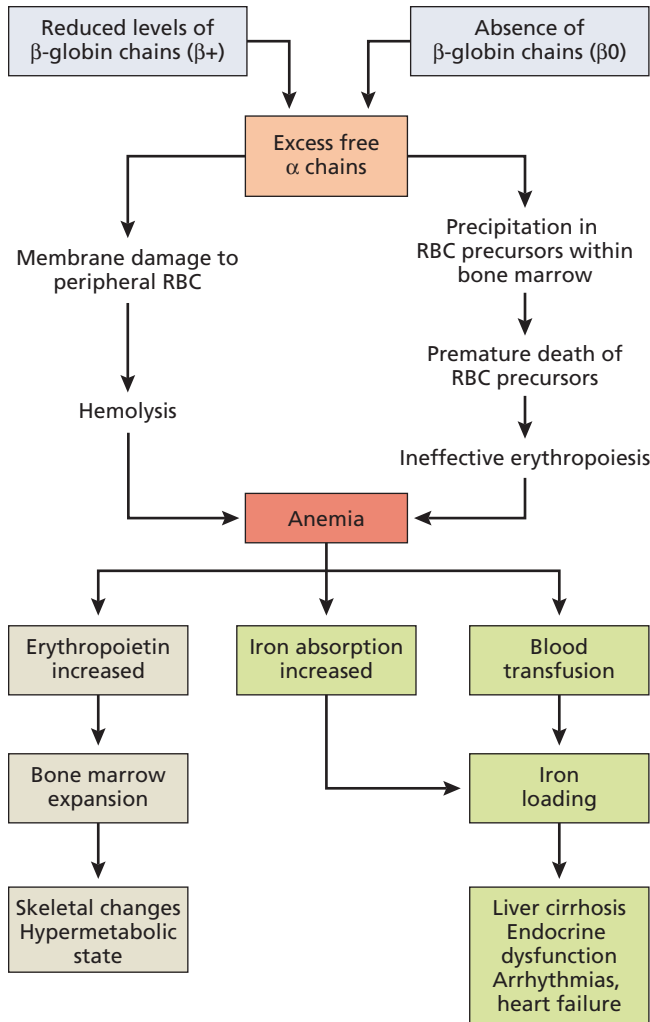 Reduced levels of
β-globin chains (β+)
Absence of
β-globin chains (β0)
Excess free
α chains
Membrane damage to
peripheral RBC
Precipitation in
RBC precursors within
bone marrow
Premature death of
RBC precursors
Hemolysis
Ineffective erythropoiesis
Anemia
Erythropoietin
increased
Iron absorption
increased
Blood
transfusion
Bone marrow
expansion
Iron
loading
Skeletal changes
Hypermetabolic
state
Liver cirrhosis
Endocrine
dysfunction
Arrhythmias,
heart failure